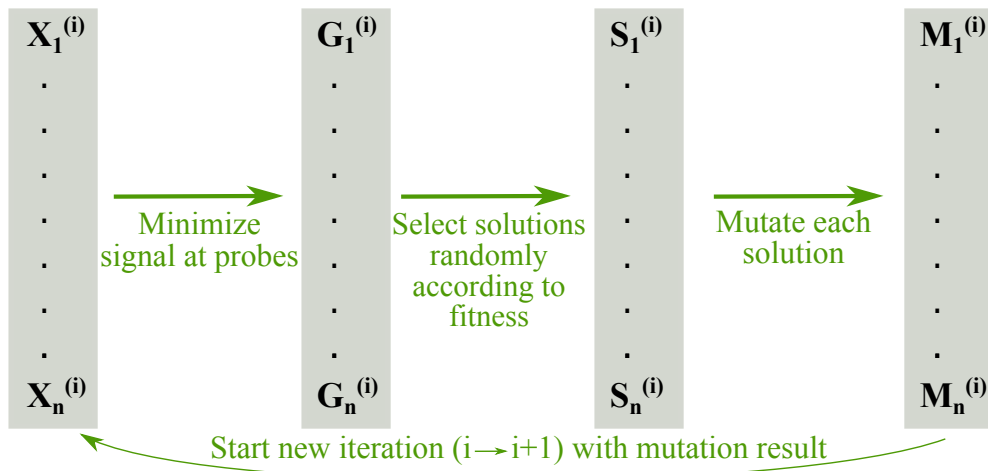 X₁⁽ⁱ⁾ G₁⁽ⁱ⁾ S₁⁽ⁱ⁾ M₁⁽ⁱ⁾
. . . .
. . . .
. . . .
. . . .
. . . .
. . . .
. . . .
Minimize
signal at probes
Select solutions
randomly
according to
fitness
Mutate each
solution
Xₙ⁽ⁱ⁾ Gₙ⁽ⁱ⁾ Sₙ⁽ⁱ⁾ Mₙ⁽ⁱ⁾
Start new iteration (i→i+1) with mutation result